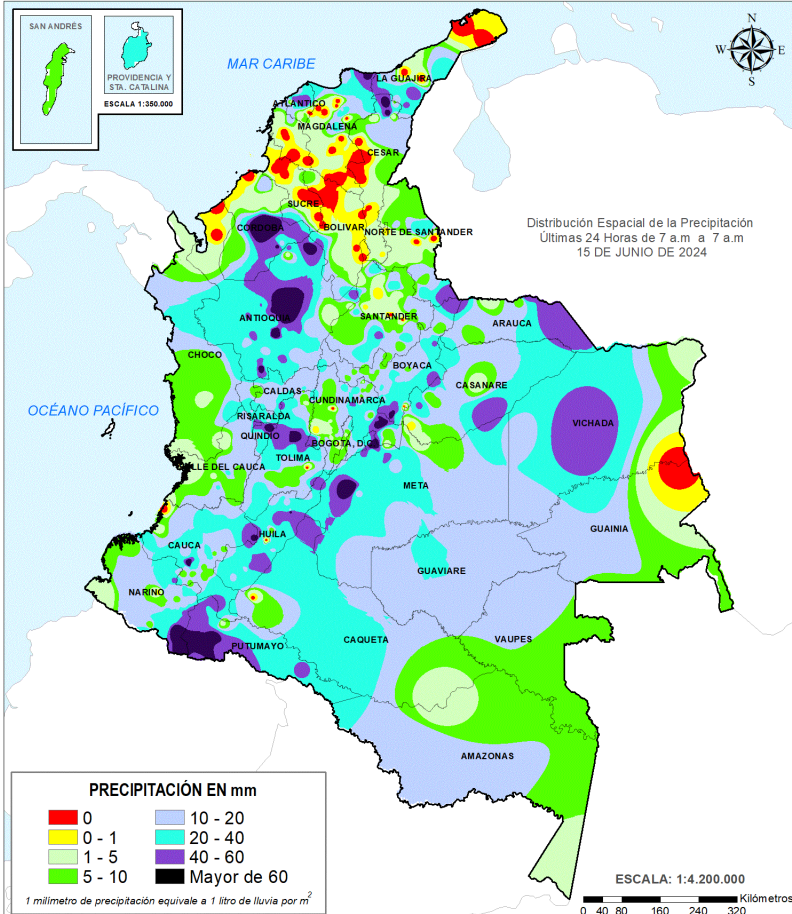 SAN ANDRÉS
PROVIDENCIA Y
STA. CATALINA
ESCALA 1:350.000
MAR CARIBE
N
W
E
S
LA GUAJIRA
ATLANTICO
MAGDALENA
CESAR
SUCRE
CORDOBA
BOLIVAR
NORTE DE SANTANDER
Distribución Espacial de la Precipitación
Últimas 24 Horas de 7 a.m a 7 a.m
15 DE JUNIO DE 2024
ANTIOQUIA
SANTANDER
ARAUCA
CHOCO
BOYACA
CASANARE
CALDAS
CUNDINAMARCA
OCÉANO PACÍFICO
RISARALDA
VICHADA
QUINDIO
BOGOTA, D.C.
TOLIMA
VALLE DEL CAUCA
META
GUAINIA
HUILA
CAUCA
GUAVIARE
NARIÑO
PUTUMAYO
CAQUETA
VAUPES
AMAZONAS
PRECIPITACIÓN EN mm
0
0 - 1
1 - 5
5 - 10
10 - 20
20 - 40
40 - 60
Mayor de 60
1 milímetro de precipitación equivale a 1 litro de lluvia por m²
ESCALA: 1:4.200.000
Kilómetros
0 40 80 160 240 320